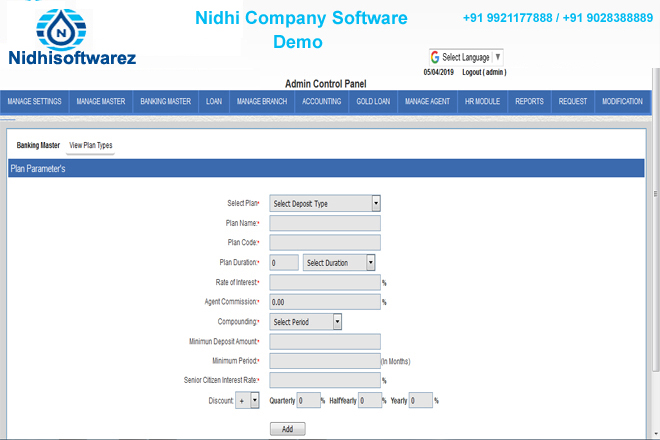 Nidhi Company Software
Demo
+91 9921177888 / +91 9028388889
N
Nidhisoftwarez
G Select Language ▼
05/04/2019 Logout ( admin )
Admin Control Panel
MANAGE SETTINGS MANAGE MASTER BANKING MASTER LOAN MANAGE BRANCH ACCOUNTING GOLD LOAN MANAGE AGENT HR MODULE REPORTS REQUEST MODIFICATION
Banking Master View Plan Types
Plan Parameter's
Select Plan* Select Deposit Type
Plan Name:*
Plan Code:*
Plan Duration:* 0 Select Duration
Rate of Interest:* %
Agent Commission:* 0.00 %
Compounding:* Select Period
Minimun Deposit Amount:*
Minimum Period:* (In Months)
Senior Citizen Interest Rate:* %
Discount: + Quarterly 0 % HalfYearly 0 % Yearly 0 %
Add